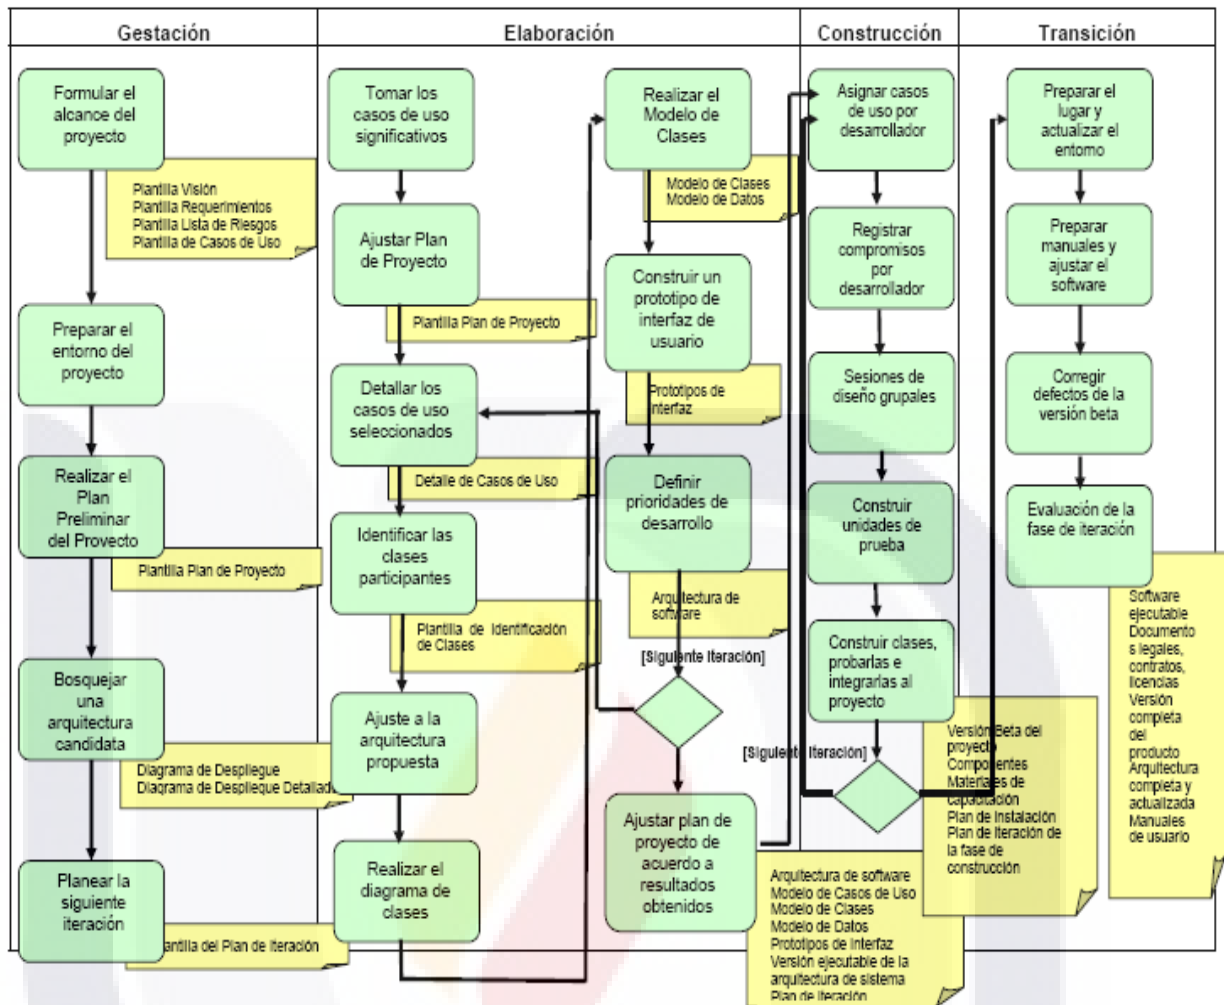 Gestación
Elaboración
Construcción
Transición
Formular el
alcance del
proyecto
Plantilla Visión
Plantilla Requerimientos
Plantilla Lista de Riesgos
Plantilla de Casos de Uso
Preparar el
entorno del
proyecto
Realizar el
Plan
Preliminar
del Proyecto
Plantilla Plan de Proyecto
Bosquejar
una
arquitectura
candidata
Diagrama de Despliegue
Diagrama de Despliegue Detallado
Planear la
siguiente
iteración
Plantilla del Plan de Iteración
Tomar los
casos de uso
significativos
Ajustar Plan
de Proyecto
Plantilla Plan de Proyecto
Detallar los
casos de uso
seleccionados
Detalle de Casos de Uso
Identificar las
clases
participantes
Plantilla de Identificación
de Clases
Ajuste a la
arquitectura
propuesta
Realizar el
diagrama de
clases
Realizar el
Modelo de
Clases
Modelo de Clases
Modelo de Datos
Construir un
prototipo de
interfaz de
usuario
Prototipos de
Interfaz
Definir
prioridades de
desarrollo
Arquitectura de
software
[Siguiente Iteración]
Ajustar plan de
proyecto de
acuerdo a
resultados
obtenidos
Arquitectura de software
Modelo de Casos de Uso
Modelo de Clases
Modelo de Datos
Prototipos de Interfaz
Versión ejecutable de la
arquitectura de sistema
Plan de Iteración
Asignar casos
de uso por
desarrollador
Registrar
compromisos
por
desarrollador
Sesiones de
diseño grupales
Construir
unidades de
prueba
Construir clases,
probarlas e
integrarlas al
proyecto
[Siguiente Iteración]
Versión Beta del
proyecto
Componentes
Materiales de
capacitación
Plan de Instalación
Plan de Iteración de
la fase de
construcción
Preparar el
lugar y
actualizar el
entorno
Preparar
manuales y
ajustar el
software
Corregir
defectos de la
versión beta
Evaluación de la
fase de iteración
Software
ejecutable
Documento
s legales,
contratos,
licencias
Versión
completa
del
producto
Arquitectura
completa y
actualizada
Manuales
de usuario